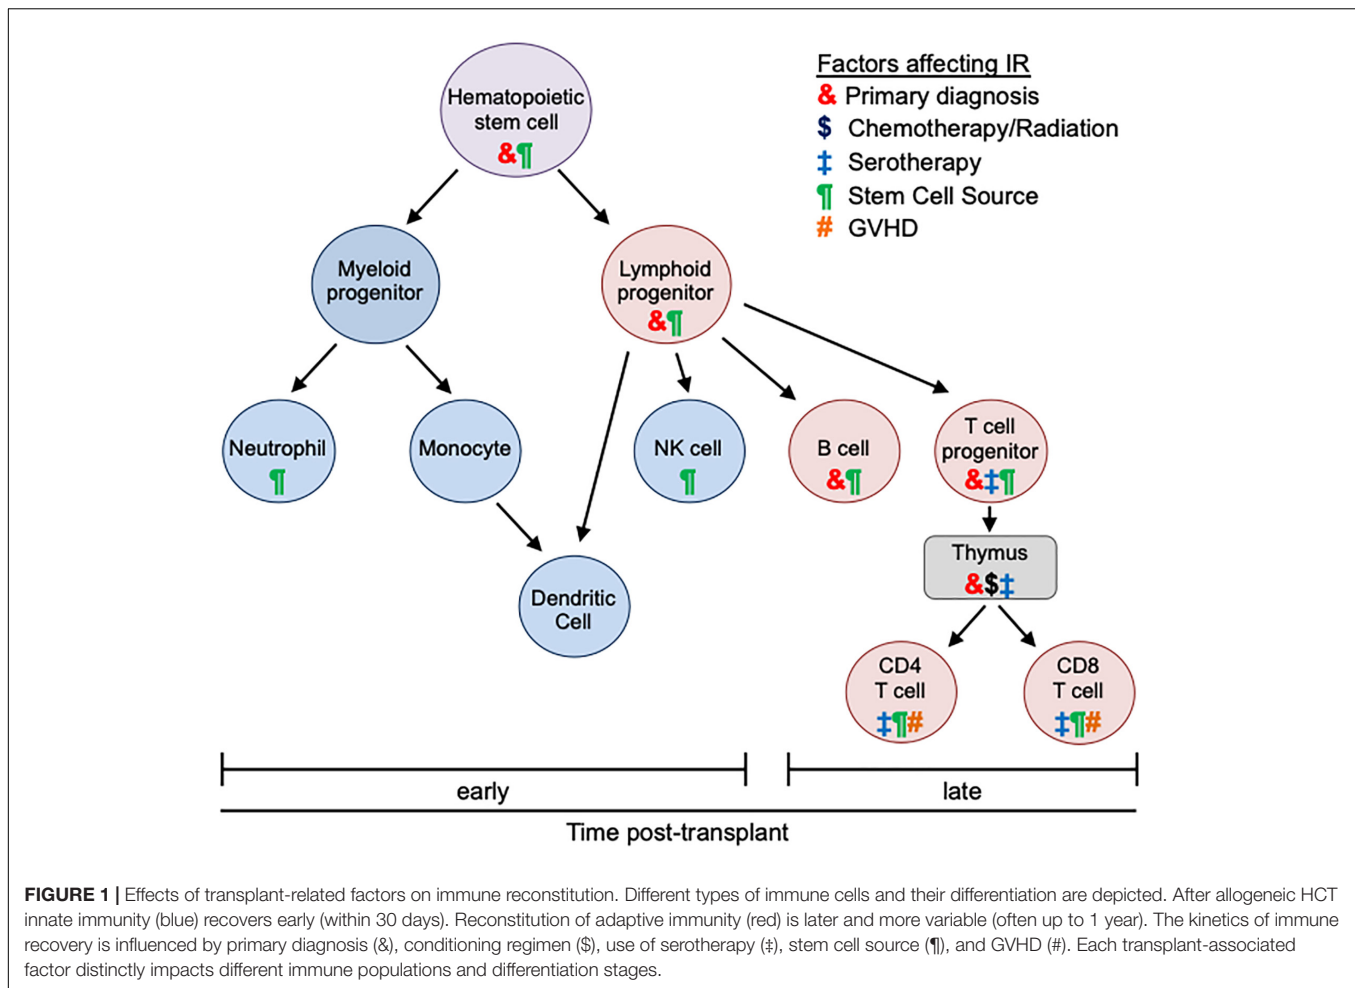 Hematopoietic
stem cell
&¶
Factors affecting IR
& Primary diagnosis
$ Chemotherapy/Radiation
‡ Serotherapy
¶ Stem Cell Source
# GVHD
Myeloid
progenitor
Lymphoid
progenitor
&¶
Neutrophil
¶
Monocyte
NK cell
¶
B cell
&¶
T cell
progenitor
&‡¶
Dendritic
Cell
Thymus
&$‡
CD4
T cell
‡¶#
CD8
T cell
‡¶#
early
late
Time post-transplant
FIGURE 1 | Effects of transplant-related factors on immune reconstitution. Different types of immune cells and their differentiation are depicted. After allogeneic HCT
innate immunity (blue) recovers early (within 30 days). Reconstitution of adaptive immunity (red) is later and more variable (often up to 1 year). The kinetics of immune
recovery is influenced by primary diagnosis (&), conditioning regimen ($), use of serotherapy (‡), stem cell source (¶), and GVHD (#). Each transplant-associated
factor distinctly impacts different immune populations and differentiation stages.